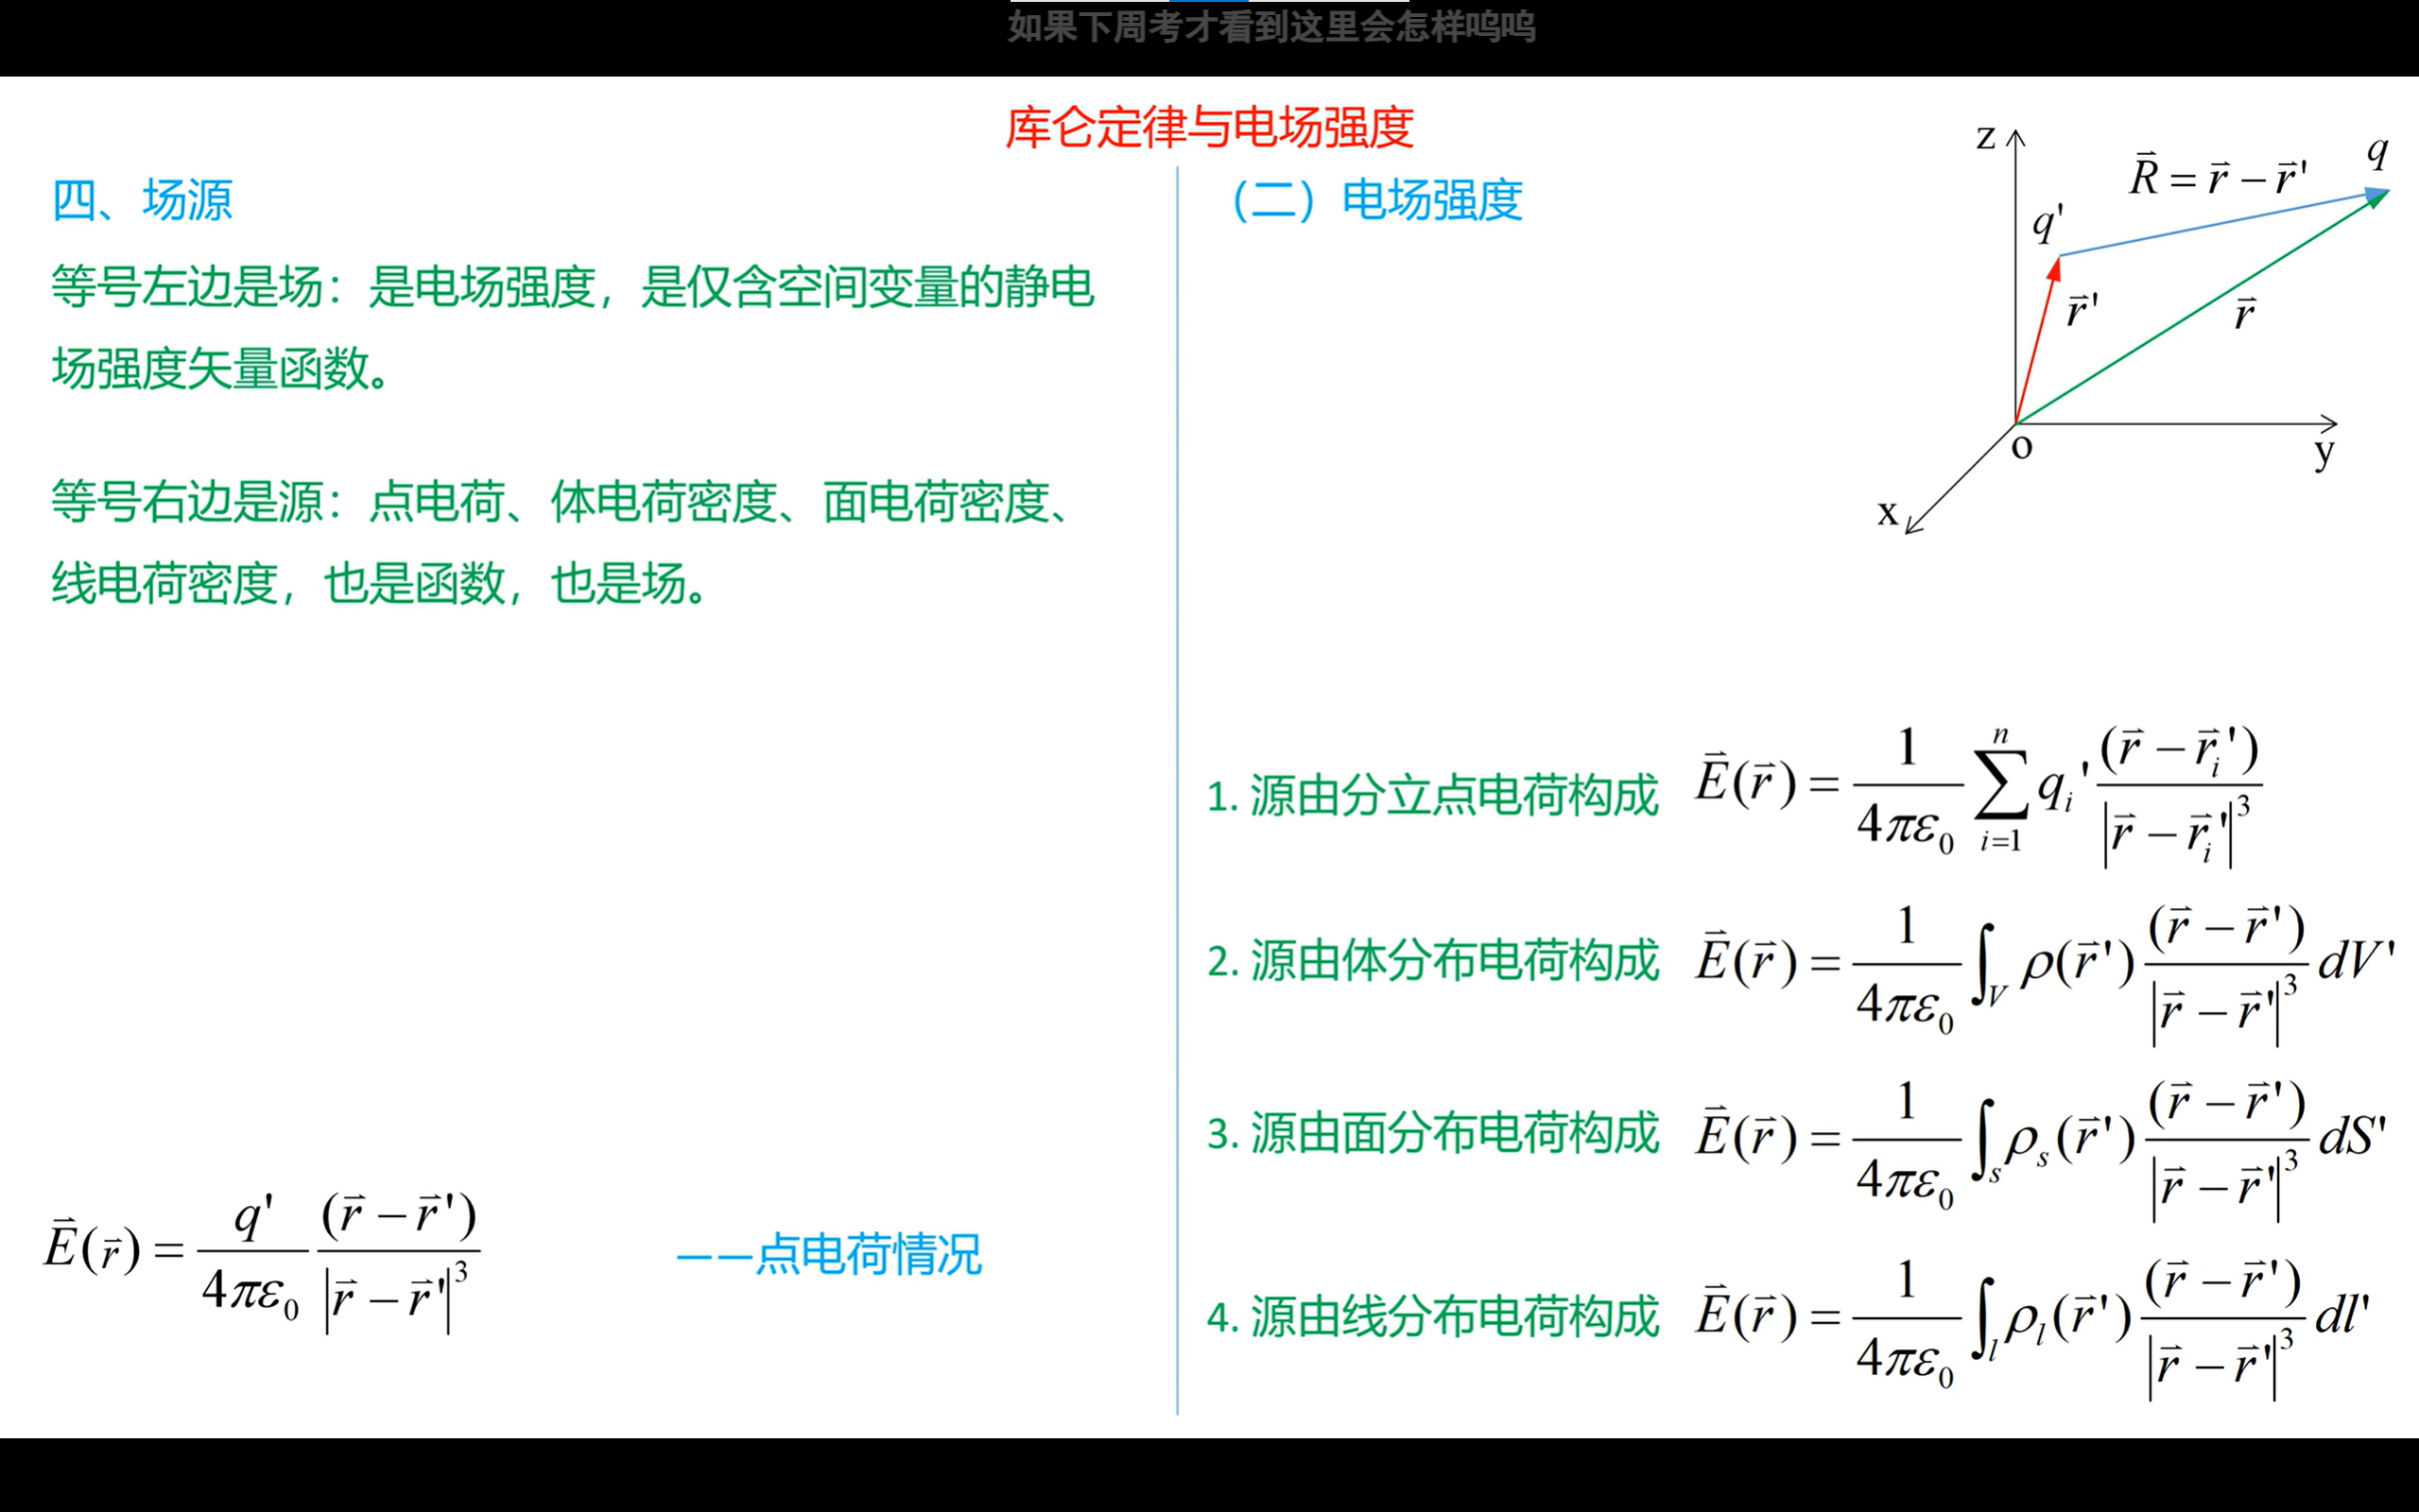 如果下周考才看到这里会怎样呜呜
库仑定律与电场强度
四、场源
等号左边是场：是电场强度，是仅含空间变量的静电
场强度矢量函数。
等号右边是源：点电荷、体电荷密度、面电荷密度、
线电荷密度，也是函数，也是场。
$\vec{E}(\vec{r}) = \frac{q'}{4\pi\varepsilon_0} \frac{(\vec{r} - \vec{r}')}{|\vec{r} - \vec{r}'|^3}$ ——点电荷情况
（二）电场强度
z
$\vec{R} = \vec{r} - \vec{r}'$
q
q'
$\vec{r}'$
$\vec{r}$
o
y
x
1. 源由分立点电荷构成 $\vec{E}(\vec{r}) = \frac{1}{4\pi\varepsilon_0} \sum_{i=1}^{n} q_i' \frac{(\vec{r} - \vec{r}_i')}{|\vec{r} - \vec{r}_i'|^3}$
2. 源由体分布电荷构成 $\vec{E}(\vec{r}) = \frac{1}{4\pi\varepsilon_0} \int_V \rho(\vec{r}') \frac{(\vec{r} - \vec{r}')}{|\vec{r} - \vec{r}'|^3} dV'$
3. 源由面分布电荷构成 $\vec{E}(\vec{r}) = \frac{1}{4\pi\varepsilon_0} \int_s \rho_s(\vec{r}') \frac{(\vec{r} - \vec{r}')}{|\vec{r} - \vec{r}'|^3} dS'$
4. 源由线分布电荷构成 $\vec{E}(\vec{r}) = \frac{1}{4\pi\varepsilon_0} \int_l \rho_l(\vec{r}') \frac{(\vec{r} - \vec{r}')}{|\vec{r} - \vec{r}'|^3} dl'$